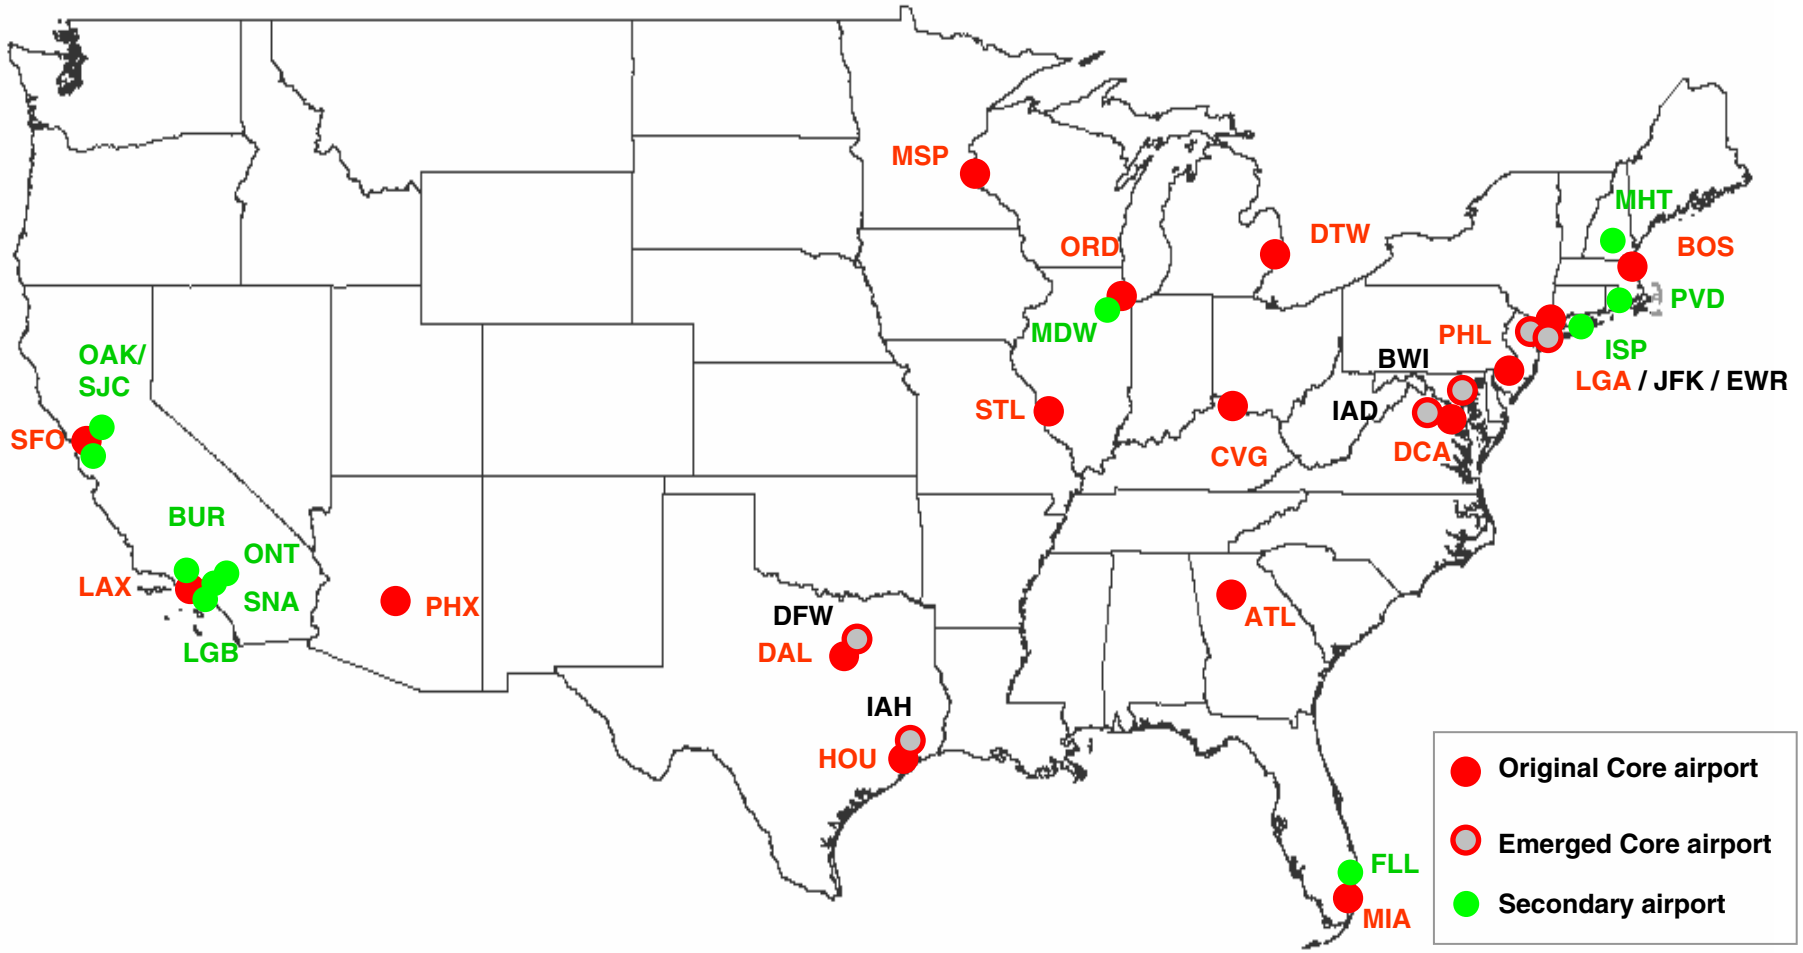 MSP
MHT
DTW
BOS
ORD
PVD
MDW
PHL
ISP
OAK/
SJC
BWI
LGA / JFK / EWR
IAD
STL
SFO
DCA
CVG
BUR
ONT
LAX
SNA
PHX
DFW
ATL
LGB
DAL
IAH
HOU
Original Core airport
Emerged Core airport
FLL
Secondary airport
MIA